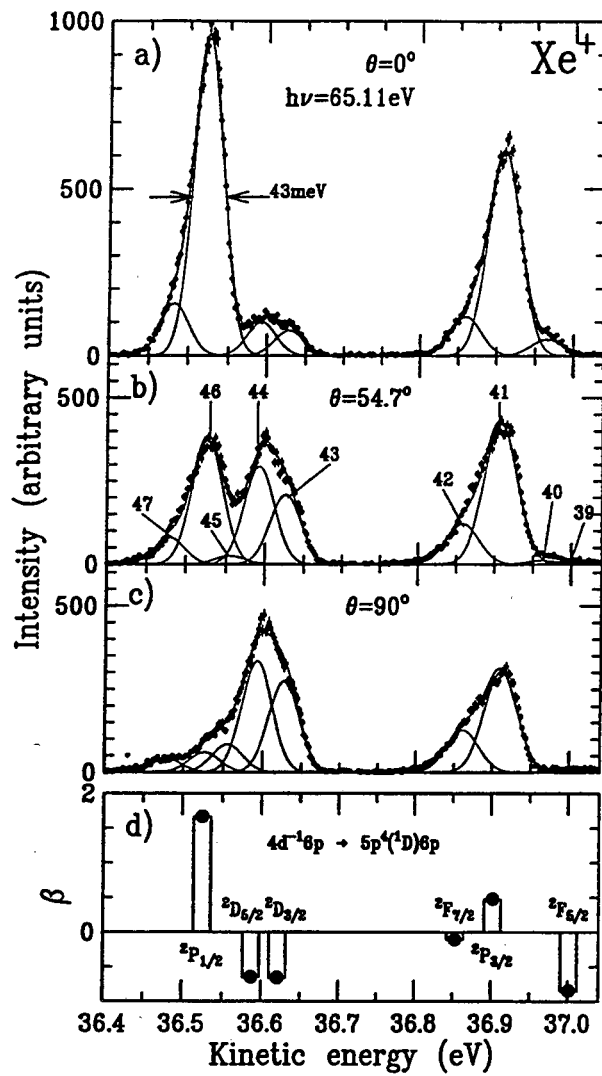 1000
a)
θ=0°
Xe⁺
hν=65.11eV
500
43meV
0
b)
θ=54.7°
500
46
44
43
41
42
40
39
47
45
0
c)
θ=90°
500
0
Intensity (arbitrary units)
2
d)
4d⁻¹6p → 5p⁴(¹D)6p
β
²D₅/₂ ²D₃/₂
²F₇/₂
²F₅/₂
0
²P₁/₂
²P₃/₂
36.4 36.5 36.6 36.7 36.8 36.9 37.0
Kinetic energy (eV)